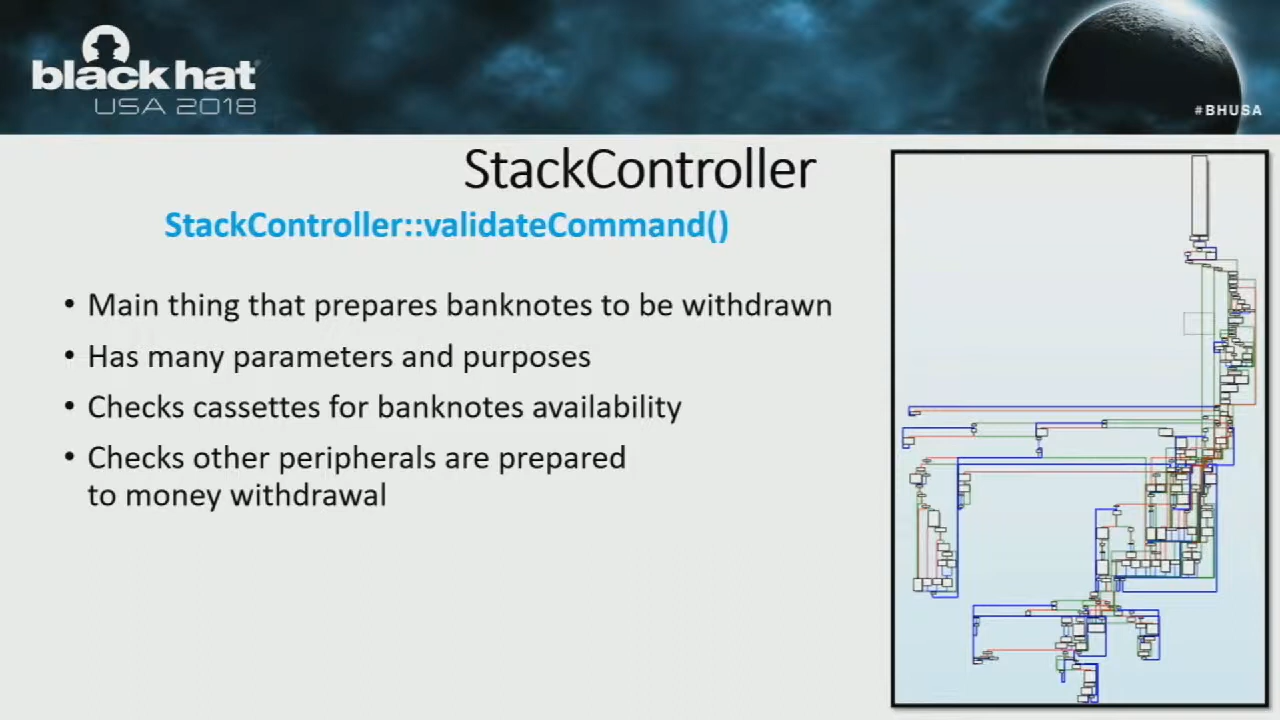 black hat
USA 2018
#BHUSA
StackController
StackController::validateCommand()
• Main thing that prepares banknotes to be withdrawn
• Has many parameters and purposes
• Checks cassettes for banknotes availability
• Checks other peripherals are prepared
to money withdrawal